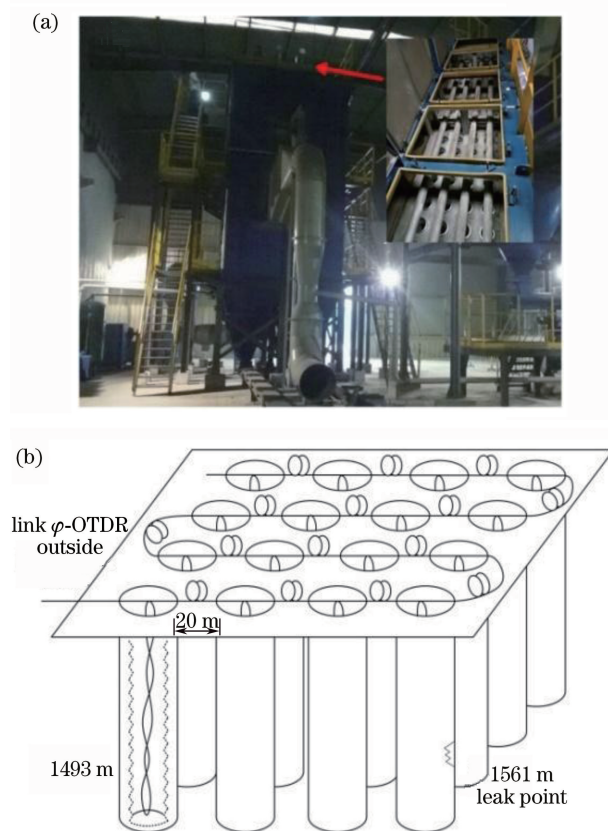 (a)
(b)
link φ-OTDR
outside
20 m
1493 m
1561 m
leak point